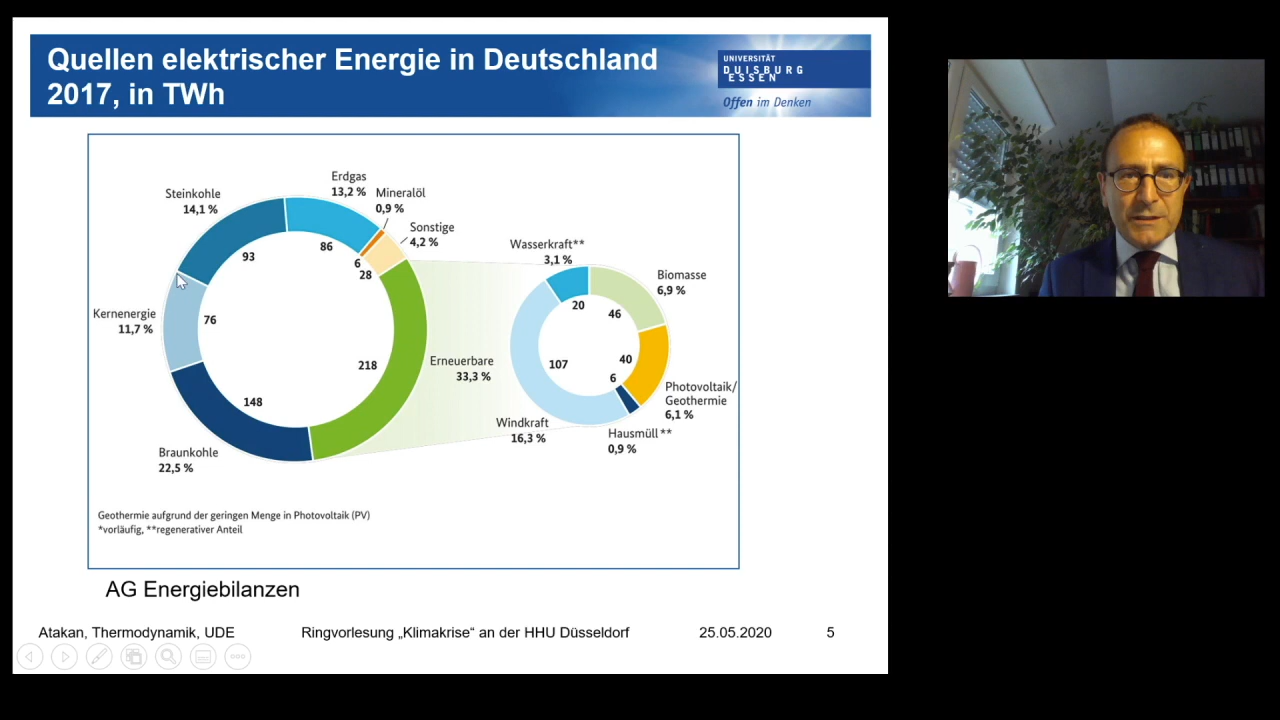 Quellen elektrischer Energie in Deutschland
2017, in TWh
UNIVERSITÄT
DUISBURG
ESSEN
Offen im Denken
Erdgas
13,2 %
Mineralöl
0,9 %
Sonstige
4,2 %
Steinkohle
14,1 %
86
93
6
28
Kernenergie
11,7 %
76
218
148
Braunkohle
22,5 %
Erneuerbare
33,3 %
Wasserkraft**
3,1 %
Biomasse
6,9 %
20
46
107
40
6
Photovoltaik/
Geothermie
6,1 %
Windkraft
16,3 %
Hausmüll**
0,9 %
Geothermie aufgrund der geringen Menge in Photovoltaik (PV)
*vorläufig, **regenerativer Anteil
AG Energiebilanzen
Atakan, Thermodynamik, UDE
Ringvorlesung „Klimakrise“ an der HHU Düsseldorf
25.05.2020
5